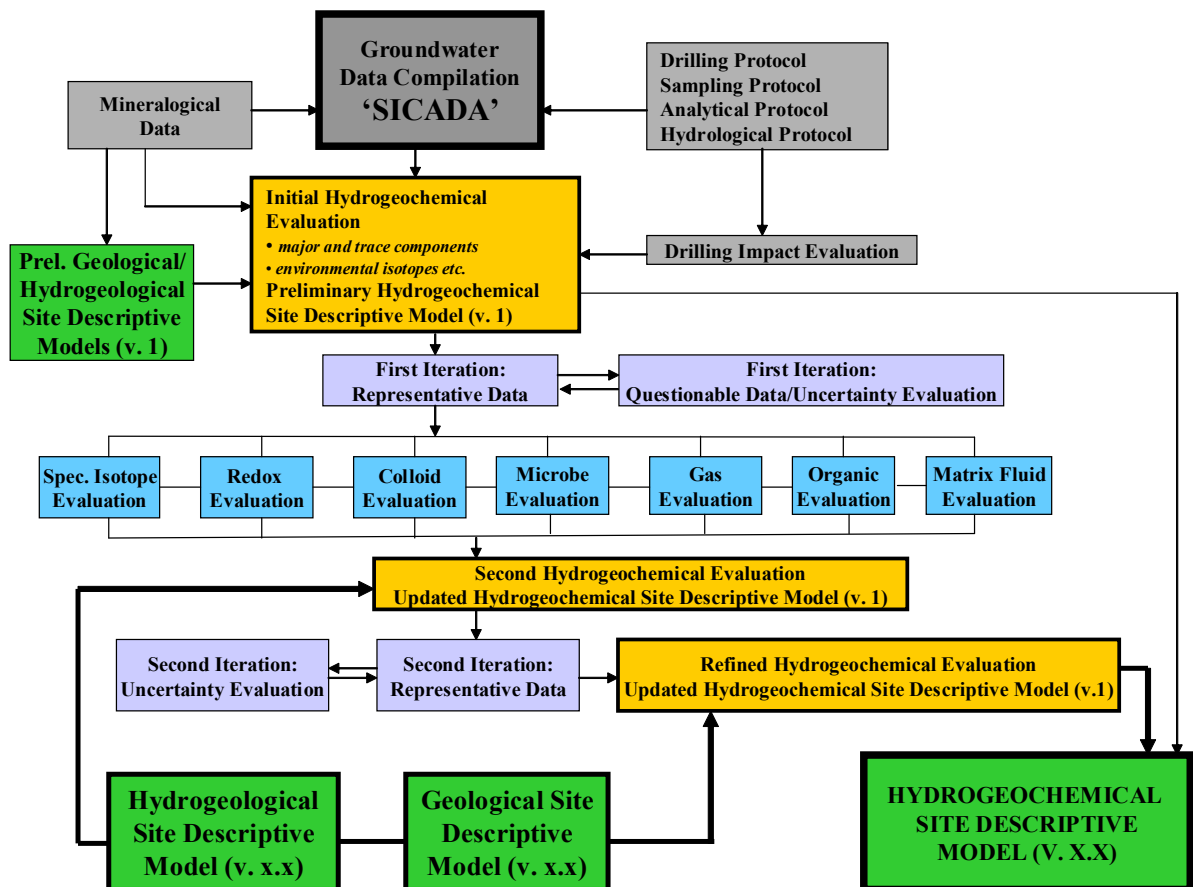 Groundwater
Data Compilation
‘SICADA’
Drilling Protocol
Sampling Protocol
Analytical Protocol
Hydrological Protocol
Mineralogical
Data
Initial Hydrogeochemical
Evaluation
• major and trace components
• environmental isotopes etc.
Preliminary Hydrogeochemical
Site Descriptive Model (v. 1)
Drilling Impact Evaluation
Prel. Geological/
Hydrogeological
Site Descriptive
Models (v. 1)
First Iteration:
Representative Data
First Iteration:
Questionable Data/Uncertainty Evaluation
Spec. Isotope
Evaluation
Redox
Evaluation
Colloid
Evaluation
Microbe
Evaluation
Gas
Evaluation
Organic
Evaluation
Matrix Fluid
Evaluation
Second Hydrogeochemical Evaluation
Updated Hydrogeochemical Site Descriptive Model (v. 1)
Second Iteration:
Uncertainty Evaluation
Second Iteration:
Representative Data
Refined Hydrogeochemical Evaluation
Updated Hydrogeochemical Site Descriptive Model (v.1)
Hydrogeological
Site Descriptive
Model (v. x.x)
Geological Site
Descriptive
Model (v. x.x)
HYDROGEOCHEMICAL
SITE DESCRIPTIVE
MODEL (V. X.X)